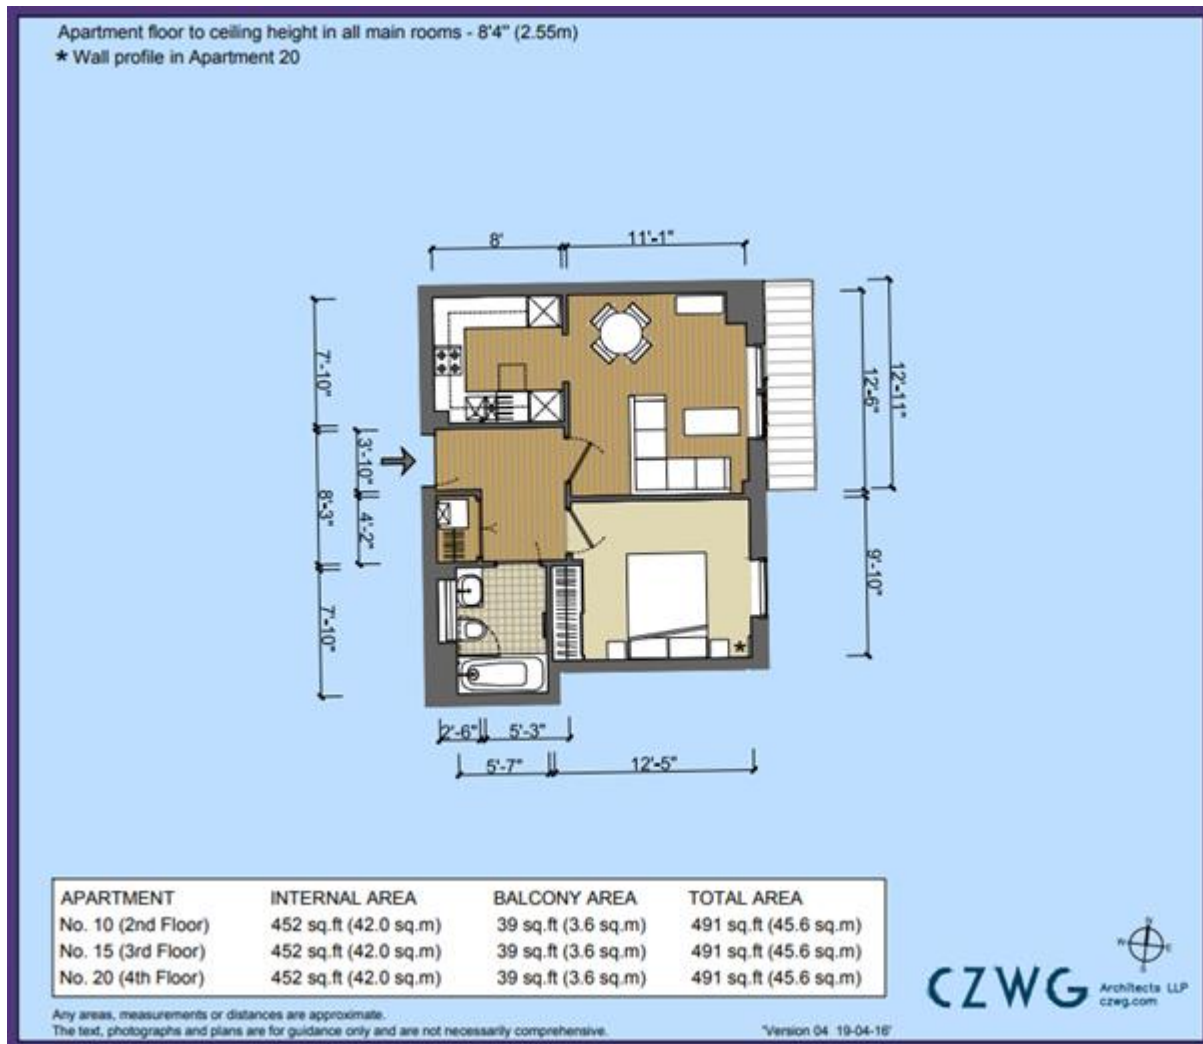 Apartment floor to ceiling height in all main rooms - 8'4" (2.55m)
* Wall profile in Apartment 20
8'
11'-1"
7'-10"
3'-10"
8'-3"
4'-2"
7'-10"
12'-6"
12'-11"
9'-10"
*
2'-6"
5'-3"
5'-7"
12'-5"
APARTMENT INTERNAL AREA BALCONY AREA TOTAL AREA
No. 10 (2nd Floor) 452 sq.ft (42.0 sq.m) 39 sq.ft (3.6 sq.m) 491 sq.ft (45.6 sq.m)
No. 15 (3rd Floor) 452 sq.ft (42.0 sq.m) 39 sq.ft (3.6 sq.m) 491 sq.ft (45.6 sq.m)
No. 20 (4th Floor) 452 sq.ft (42.0 sq.m) 39 sq.ft (3.6 sq.m) 491 sq.ft (45.6 sq.m)
Any areas, measurements or distances are approximate.
The text, photographs and plans are for guidance only and are not necessarily comprehensive.
'Version 04 19-04-16'
N
W E
S
CZWG Architects LLP
czwg.com